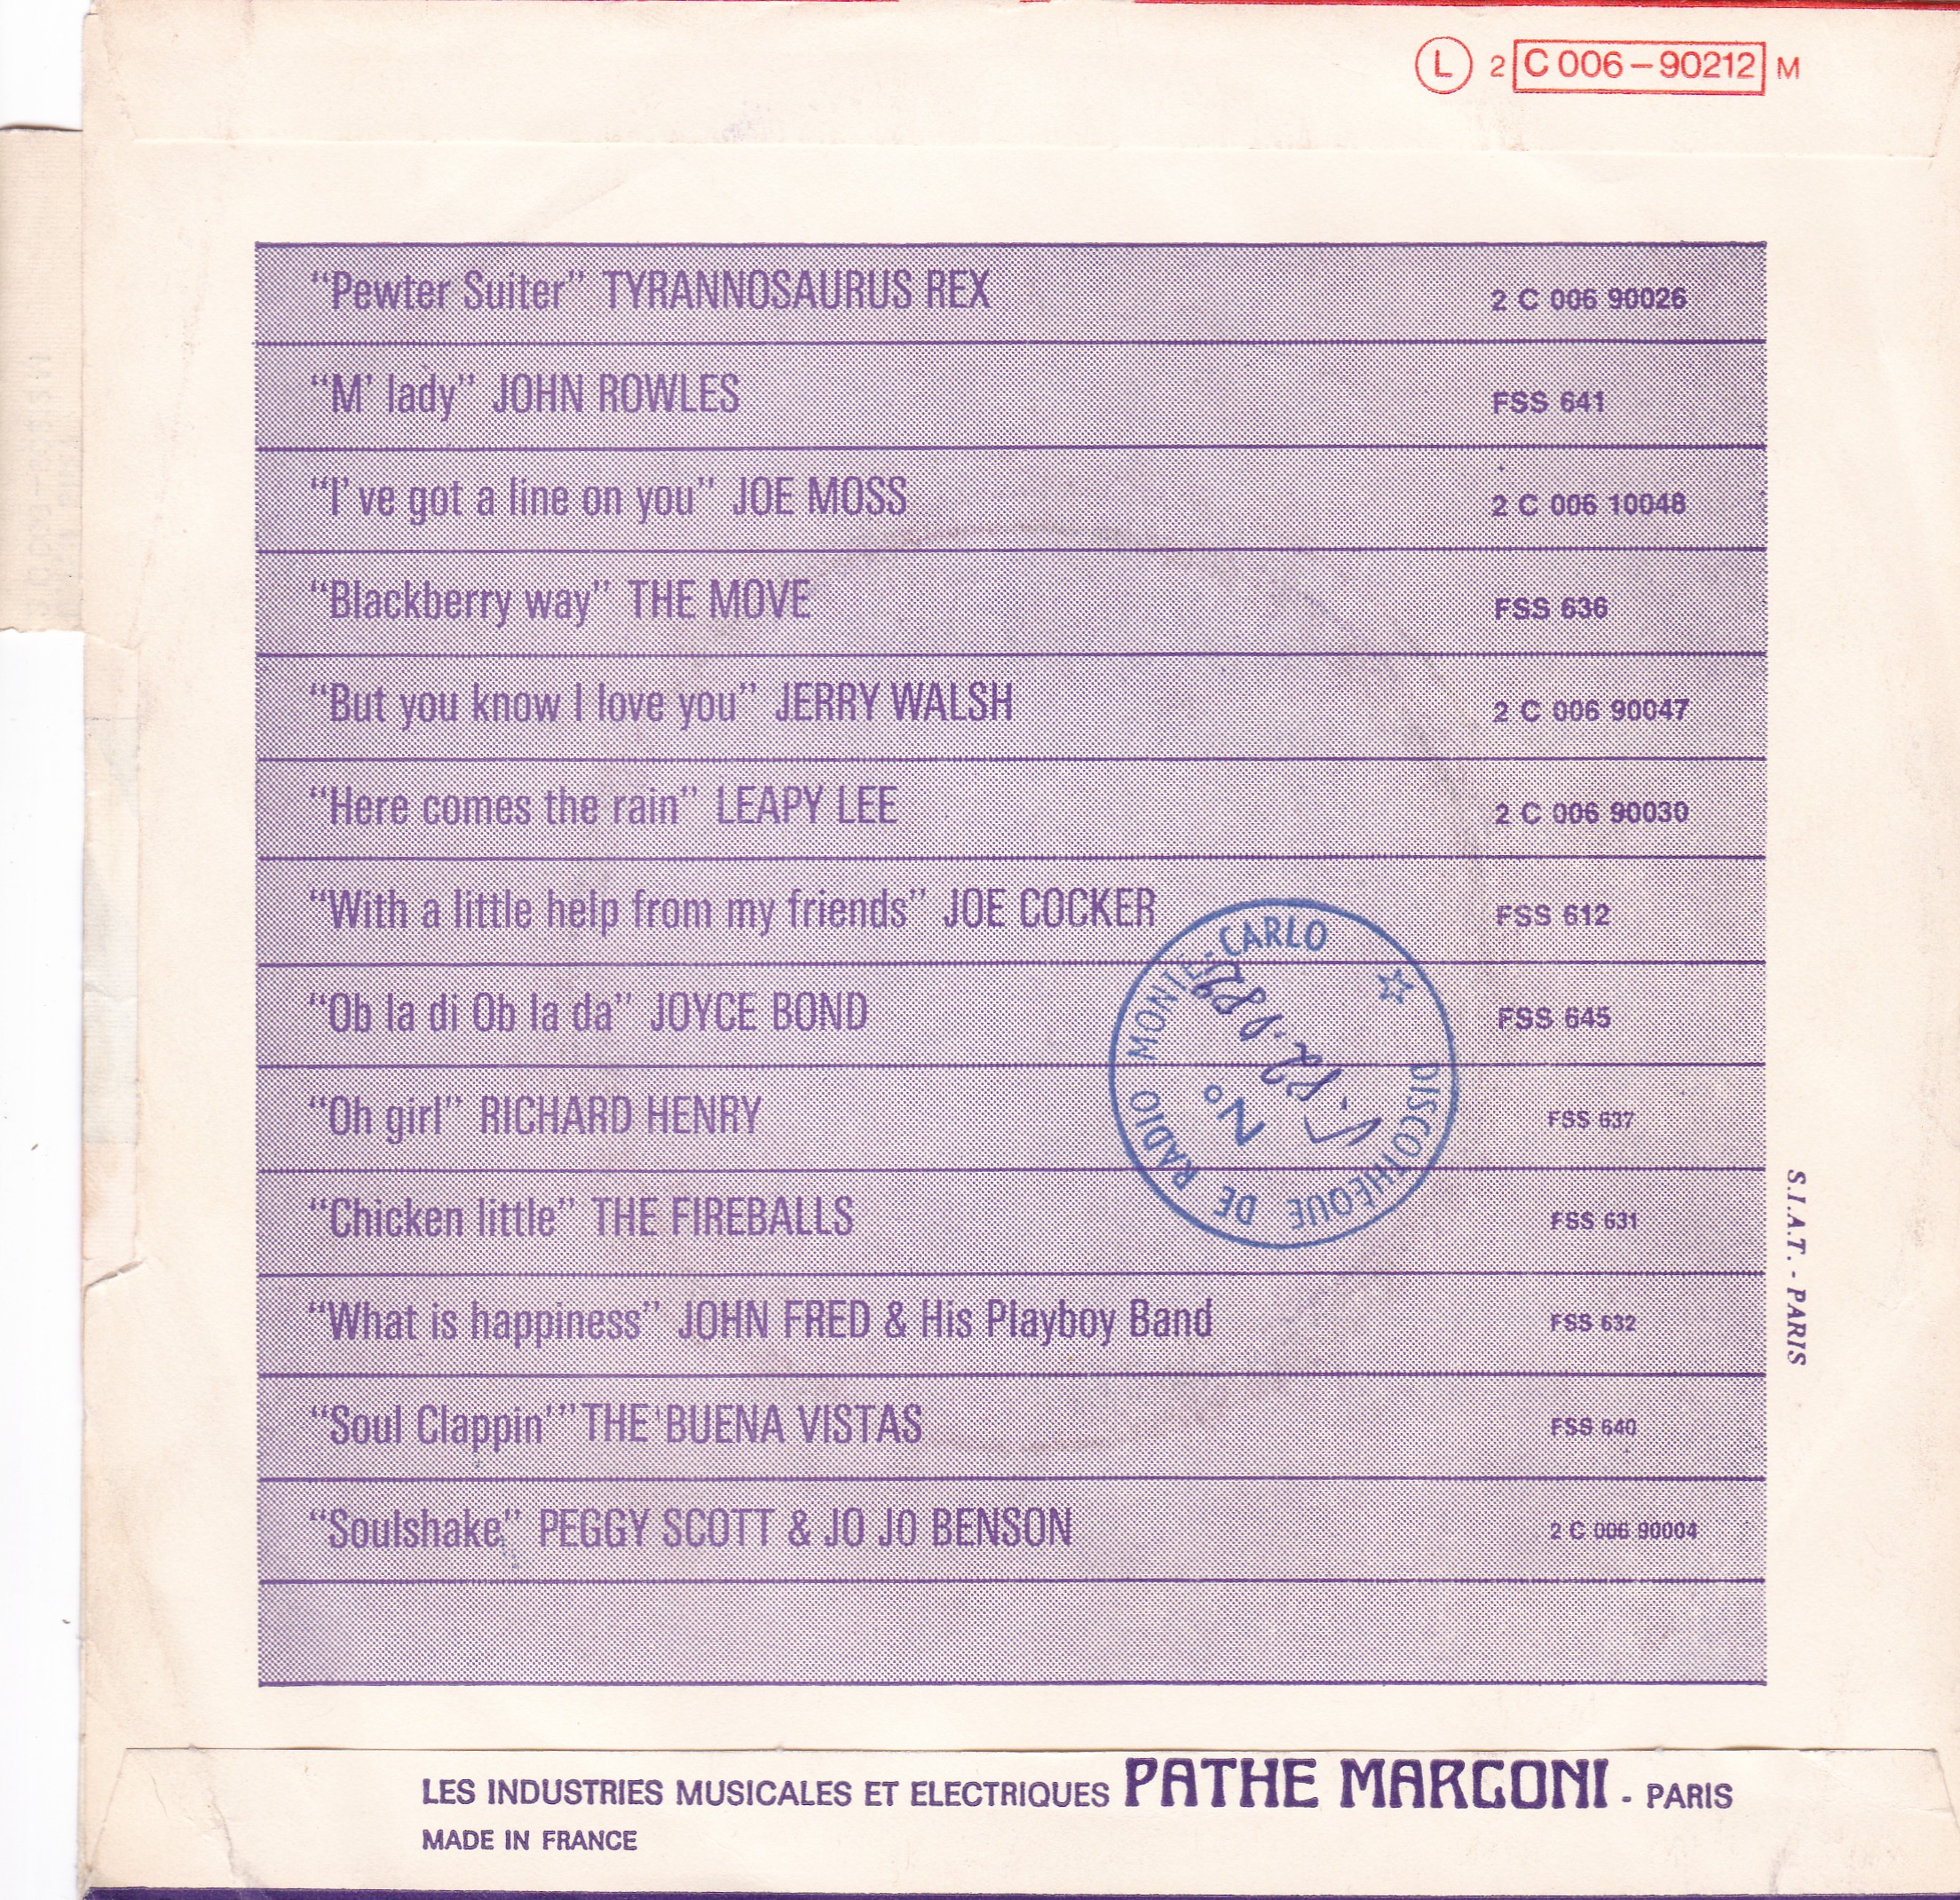 L 2 C 006-90212 M
“Pewter Suiter” TYRANNOSAURUS REX 2 C 006 90026
“M’ lady” JOHN ROWLES FSS 641
“I’ve got a line on you” JOE MOSS 2 C 006 10048
“Blackberry way” THE MOVE FSS 636
“But you know I love you” JERRY WALSH 2 C 006 90047
“Here comes the rain” LEAPY LEE 2 C 006 90030
“With a little help from my friends” JOE COCKER FSS 612
“Ob la di Ob la da” JOYCE BOND FSS 645
“Oh girl” RICHARD HENRY FSS 637
“Chicken little” THE FIREBALLS FSS 631
“What is happiness” JOHN FRED & His Playboy Band FSS 632
“Soul Clappin’” THE BUENA VISTAS FSS 640
“Soulshake” PEGGY SCOTT & JO JO BENSON 2 C 006 90004
DISCOTHEQUE DE RADIO MONTE-CARLO
No
S.I.A.T. - PARIS
LES INDUSTRIES MUSICALES ET ELECTRIQUES PATHE MARCONI - PARIS
MADE IN FRANCE